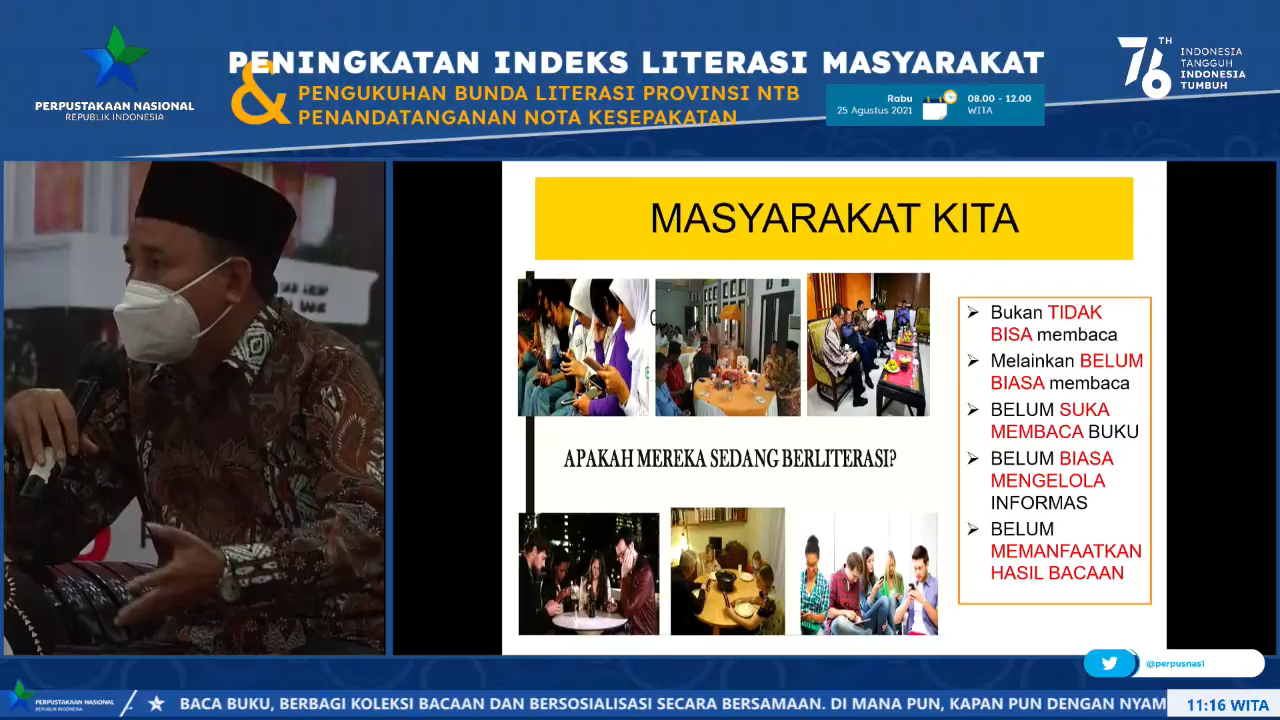 PERPUSTAKAAN NASIONAL
REPUBLIK INDONESIA
PENINGKATAN INDEKS LITERASI MASYARAKAT
& PENGUKUHAN BUNDA LITERASI PROVINSI NTB
PENANDATANGANAN NOTA KESEPAKATAN
Rabu
25 Agustus 2021
08.00 - 12.00
WITA
76TH
INDONESIA
TANGGUH
INDONESIA
TUMBUH
MASYARAKAT KITA
APAKAH MEREKA SEDANG BERLITERASI?
➢ Bukan TIDAK
BISA membaca
➢ Melainkan BELUM
BIASA membaca
➢ BELUM SUKA
MEMBACA BUKU
➢ BELUM BIASA
MENGELOLA
INFORMAS
➢ BELUM
MEMANFAATKAN
HASIL BACAAN
@perpusnas1
PERPUSTAKAAN NASIONAL
REPUBLIK INDONESIA
BACA BUKU, BERBAGI KOLEKSI BACAAN DAN BERSOSIALISASI SECARA BERSAMAAN. DI MANA PUN, KAPAN PUN DENGAN NYAM
11:16 WITA